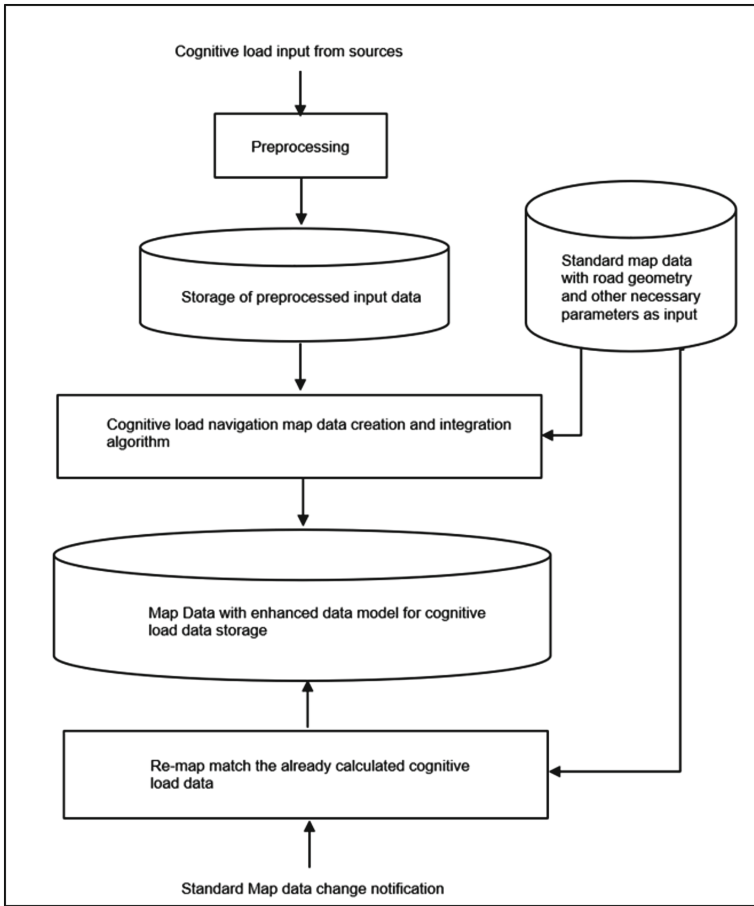 Cognitive load input from sources
Preprocessing
Storage of preprocessed input data
Standard map data
with road geometry
and other necessary
parameters as input
Cognitive load navigation map data creation and integration
algorithm
Map Data with enhanced data model for cognitive
load data storage
Re-map match the already calculated cognitive
load data
Standard Map data change notification